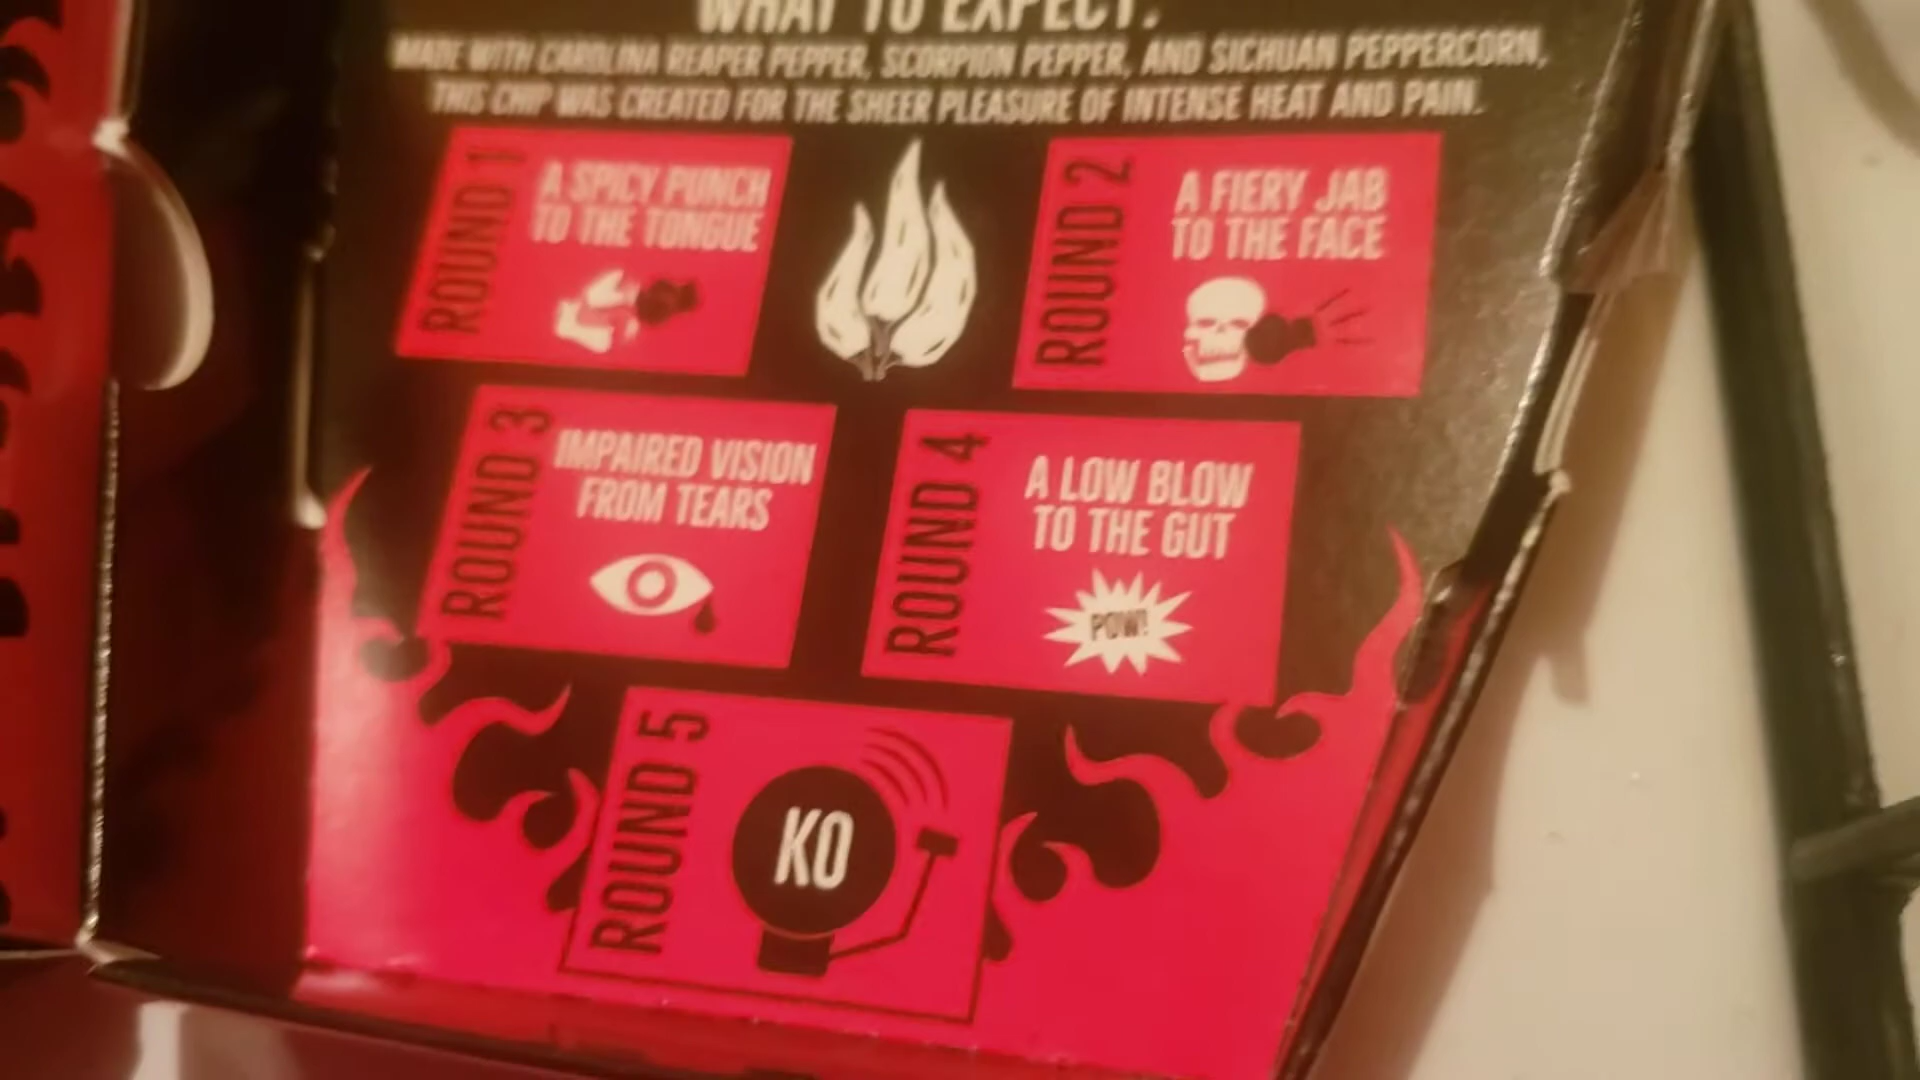 WHAT TO EXPECT:
MADE WITH CAROLINA REAPER PEPPER, SCORPION PEPPER, AND SICHUAN PEPPERCORN,
THIS CHIP WAS CREATED FOR THE SHEER PLEASURE OF INTENSE HEAT AND PAIN.
ROUND 1
A SPICY PUNCH
TO THE TONGUE
ROUND 2
A FIERY JAB
TO THE FACE
ROUND 3
IMPAIRED VISION
FROM TEARS
ROUND 4
A LOW BLOW
TO THE GUT
POW!
ROUND 5
KO